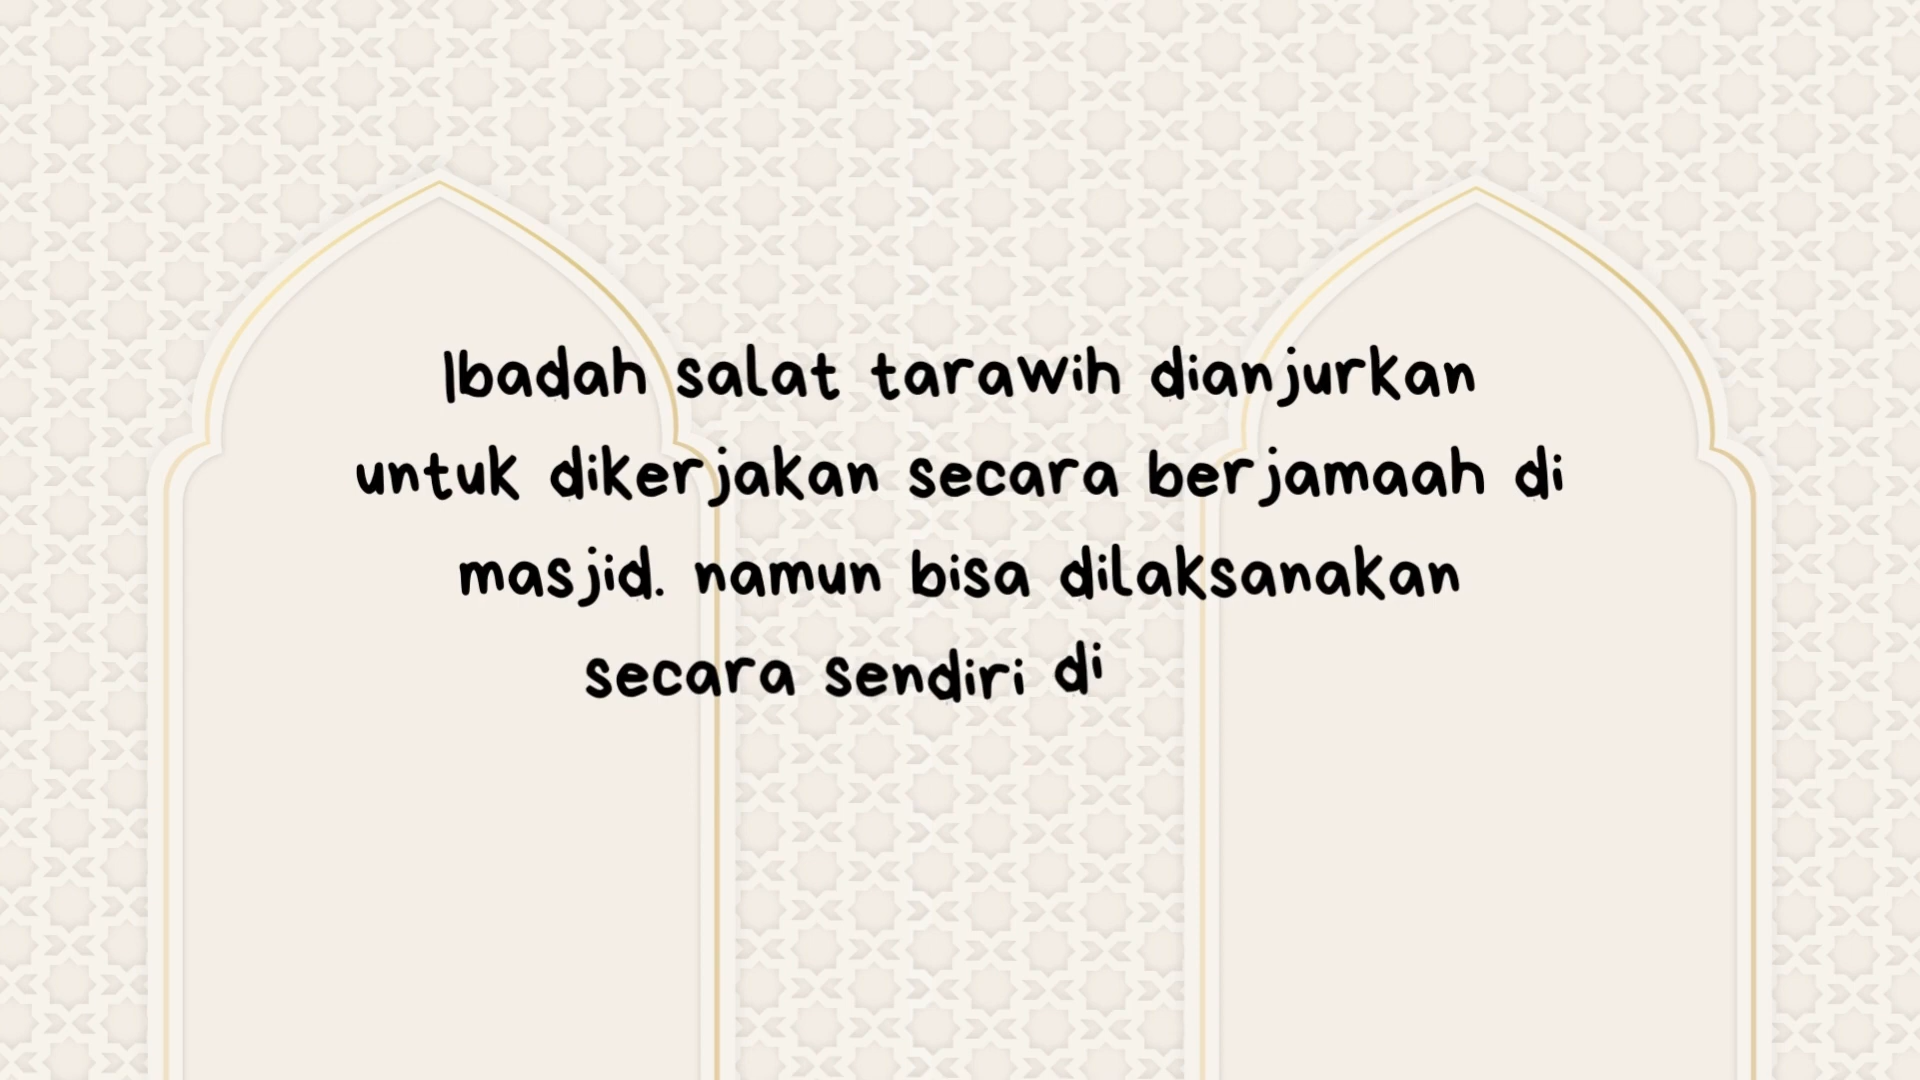 Ibadah salat tarawih dianjurkan
untuk dikerjakan secara berjamaah di
masjid. namun bisa dilaksanakan
secara sendiri di